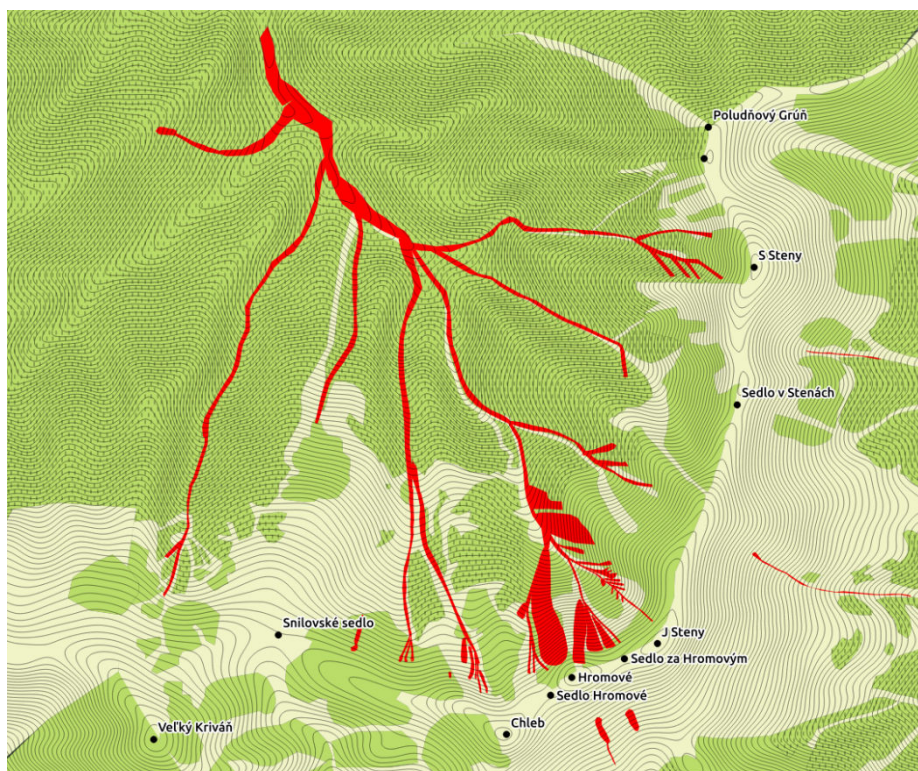 Poludňový Grúň
S Steny
Sedlo v Stenách
Snilovské sedlo
J Steny
Sedlo za Hromovým
Hromové
Sedlo Hromové
Chleb
Veľký Kriváň